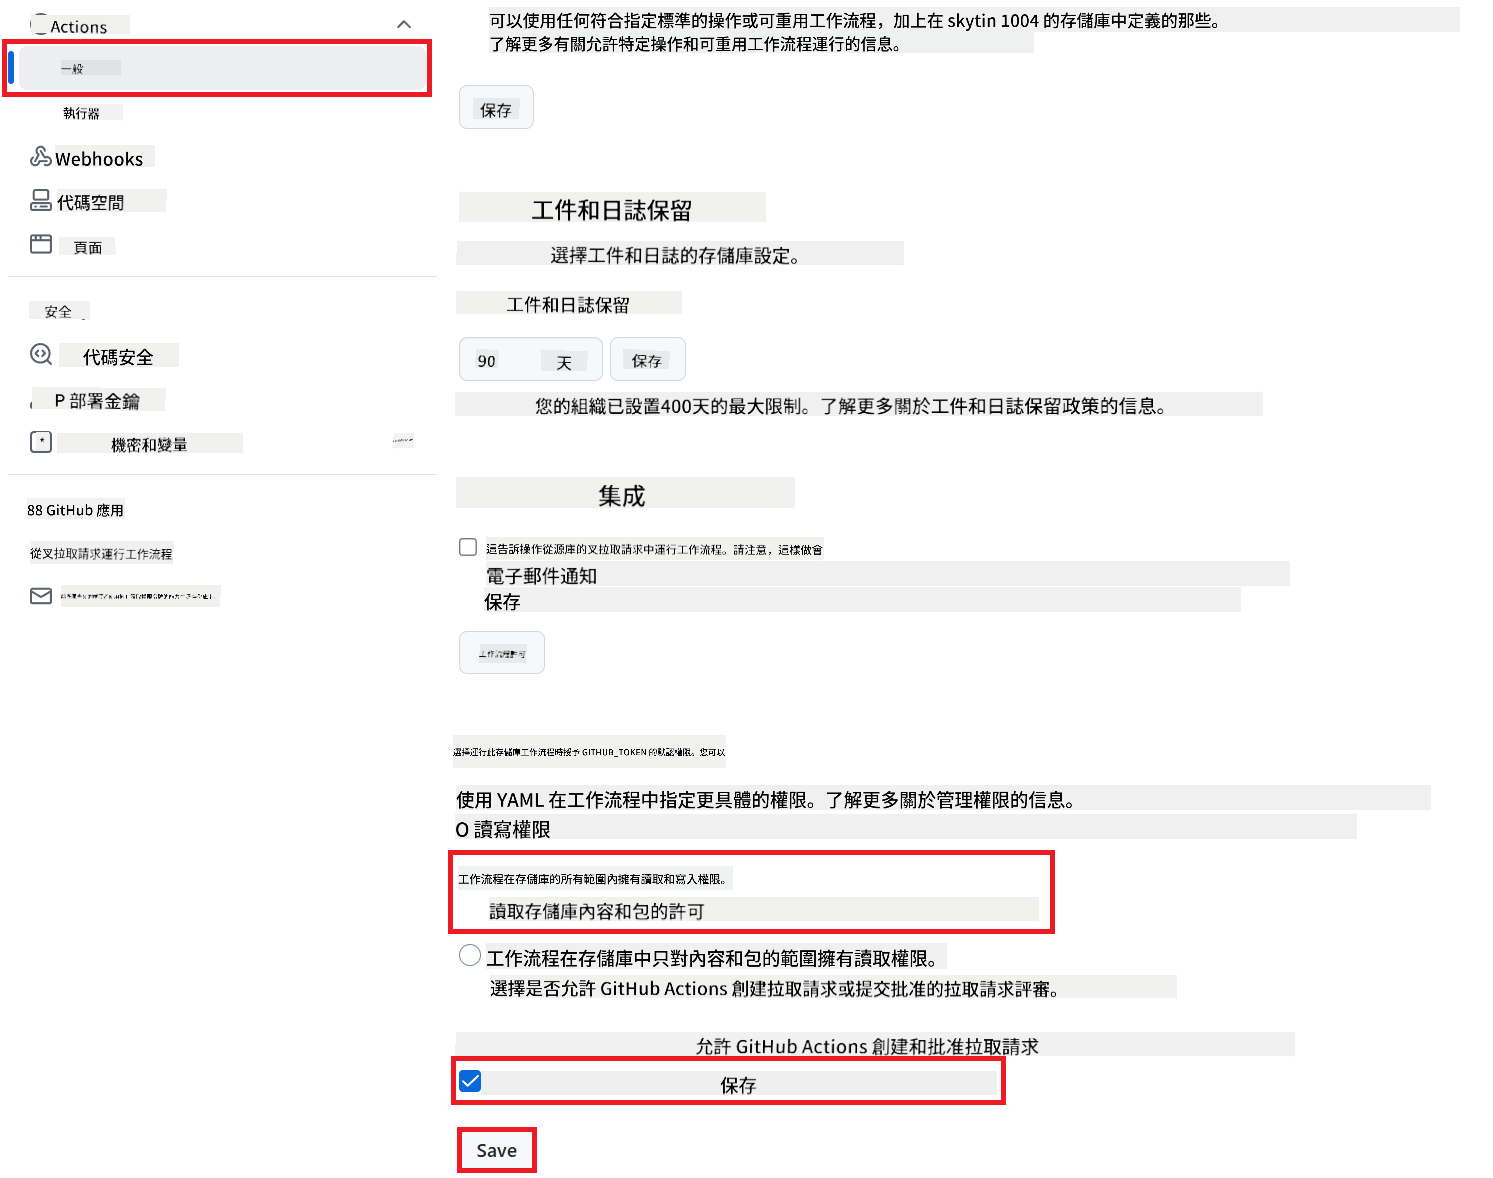 Actions
一般
執行器
Webhooks
代碼空間
頁面
安全
代碼安全
P 部署金鑰
機密和變量
88 GitHub 應用
從叉拉取請求運行工作流程
可以使用任何符合指定標準的操作或可重用工作流程，加上在 skytin 1004 的存儲庫中定義的那些。
了解更多有關允許特定操作和可重用工作流程運行的信息。
保存
工件和日誌保留
選擇工件和日誌的存儲庫設定。
工件和日誌保留
90 天 保存
您的組織已設置400天的最大限制。了解更多關於工件和日誌保留政策的信息。
集成
這告訴操作從源庫的叉拉取請求中運行工作流程。請注意，這樣做會
電子郵件通知
保存
工作流程許可
選擇運行此存儲庫工作流程時授予 GITHUB_TOKEN 的默認權限。您可以
使用 YAML 在工作流程中指定更具體的權限。了解更多關於管理權限的信息。
O 讀寫權限
工作流程在存儲庫的所有範圍內擁有讀取和寫入權限。
讀取存儲庫內容和包的許可
工作流程在存儲庫中只對內容和包的範圍擁有讀取權限。
選擇是否允許 GitHub Actions 創建拉取請求或提交批准的拉取請求評審。
允許 GitHub Actions 創建和批准拉取請求
保存
Save